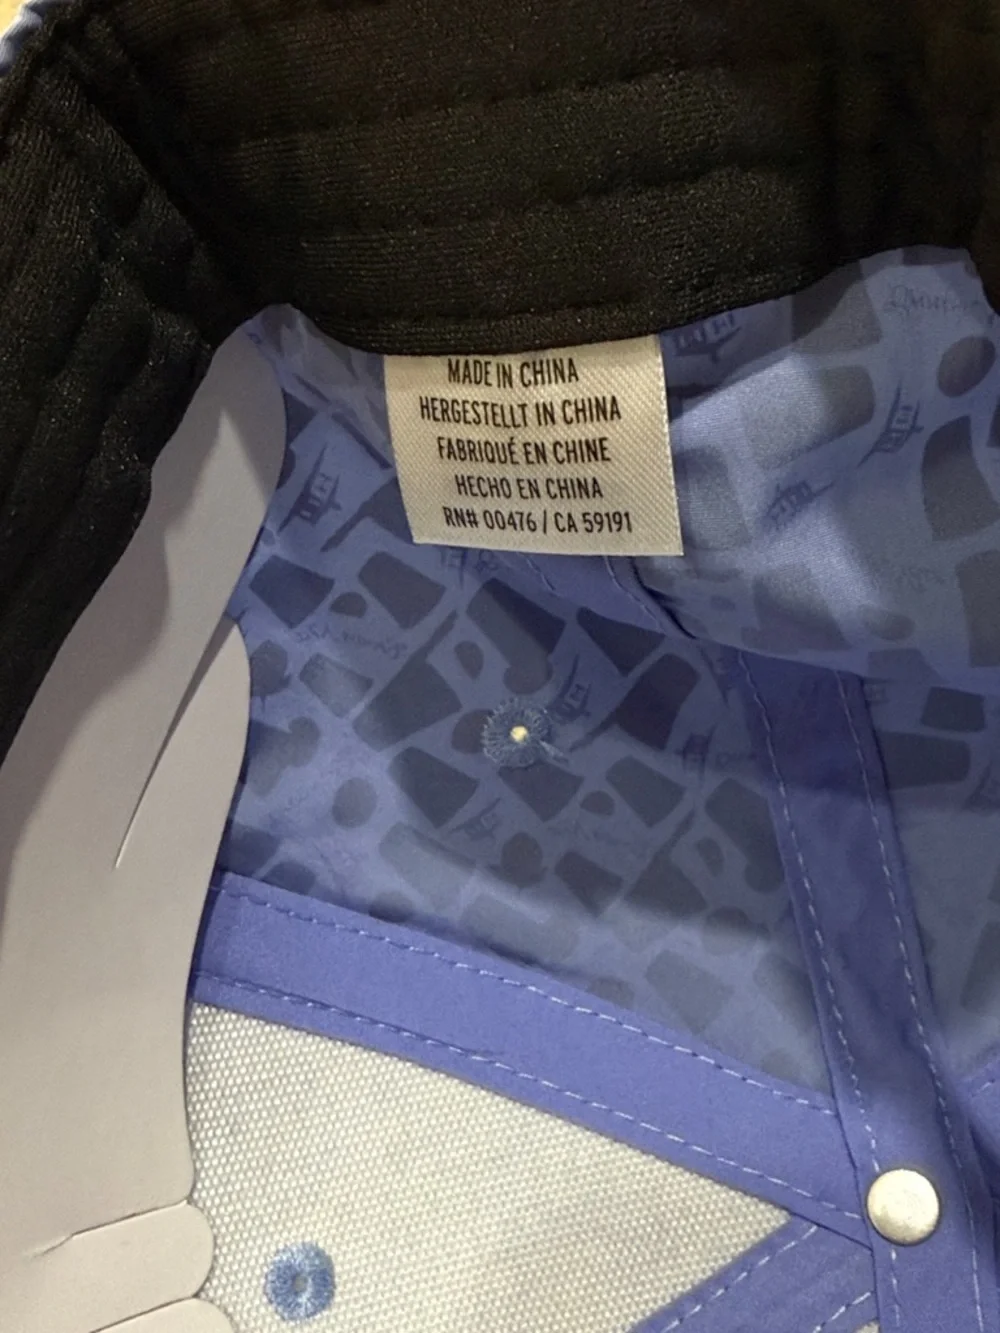 MADE IN CHINA
HERGESTELLT IN CHINA
FABRIQUÉ EN CHINE
HECHO EN CHINA
RN# 00476 / CA 59191